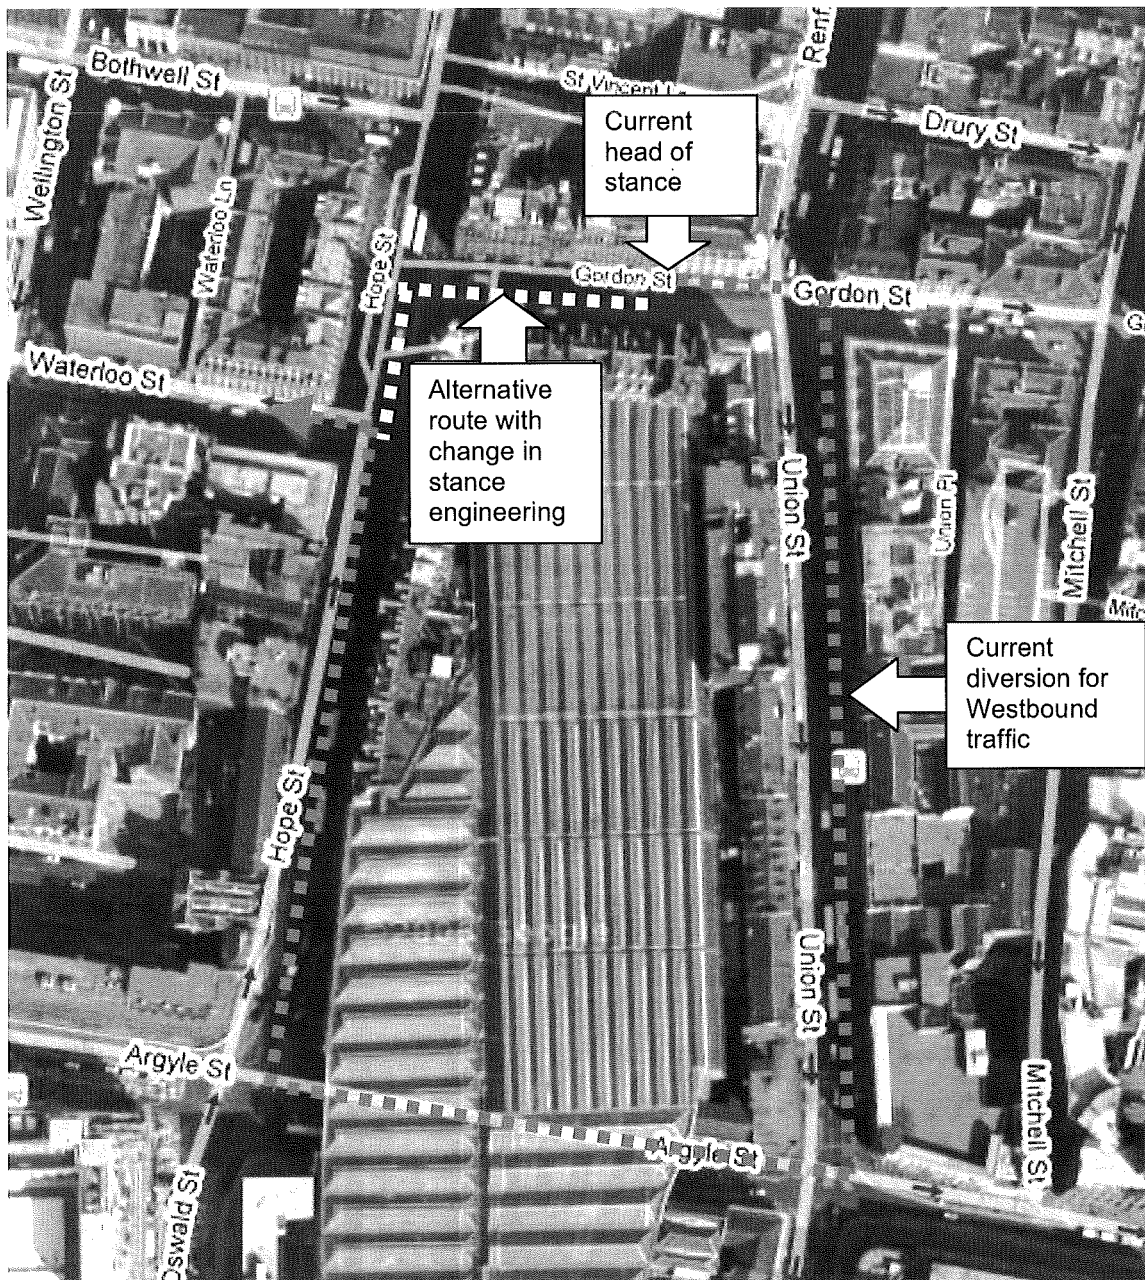 Renf
Bothwell St
Wellington St
St Vincent
Drury St
Current
head of
stance
Waterloo Ln
Hope St
Gordon St
Gordon St
G
Waterloo St
Alternative
route with
change in
stance
engineering
Union St
Union Pl
Mitchell St
Mitc
Current
diversion for
Westbound
traffic
Hope St
Union St
Argyle St
Argyle St
Mitchell St
Oswald St